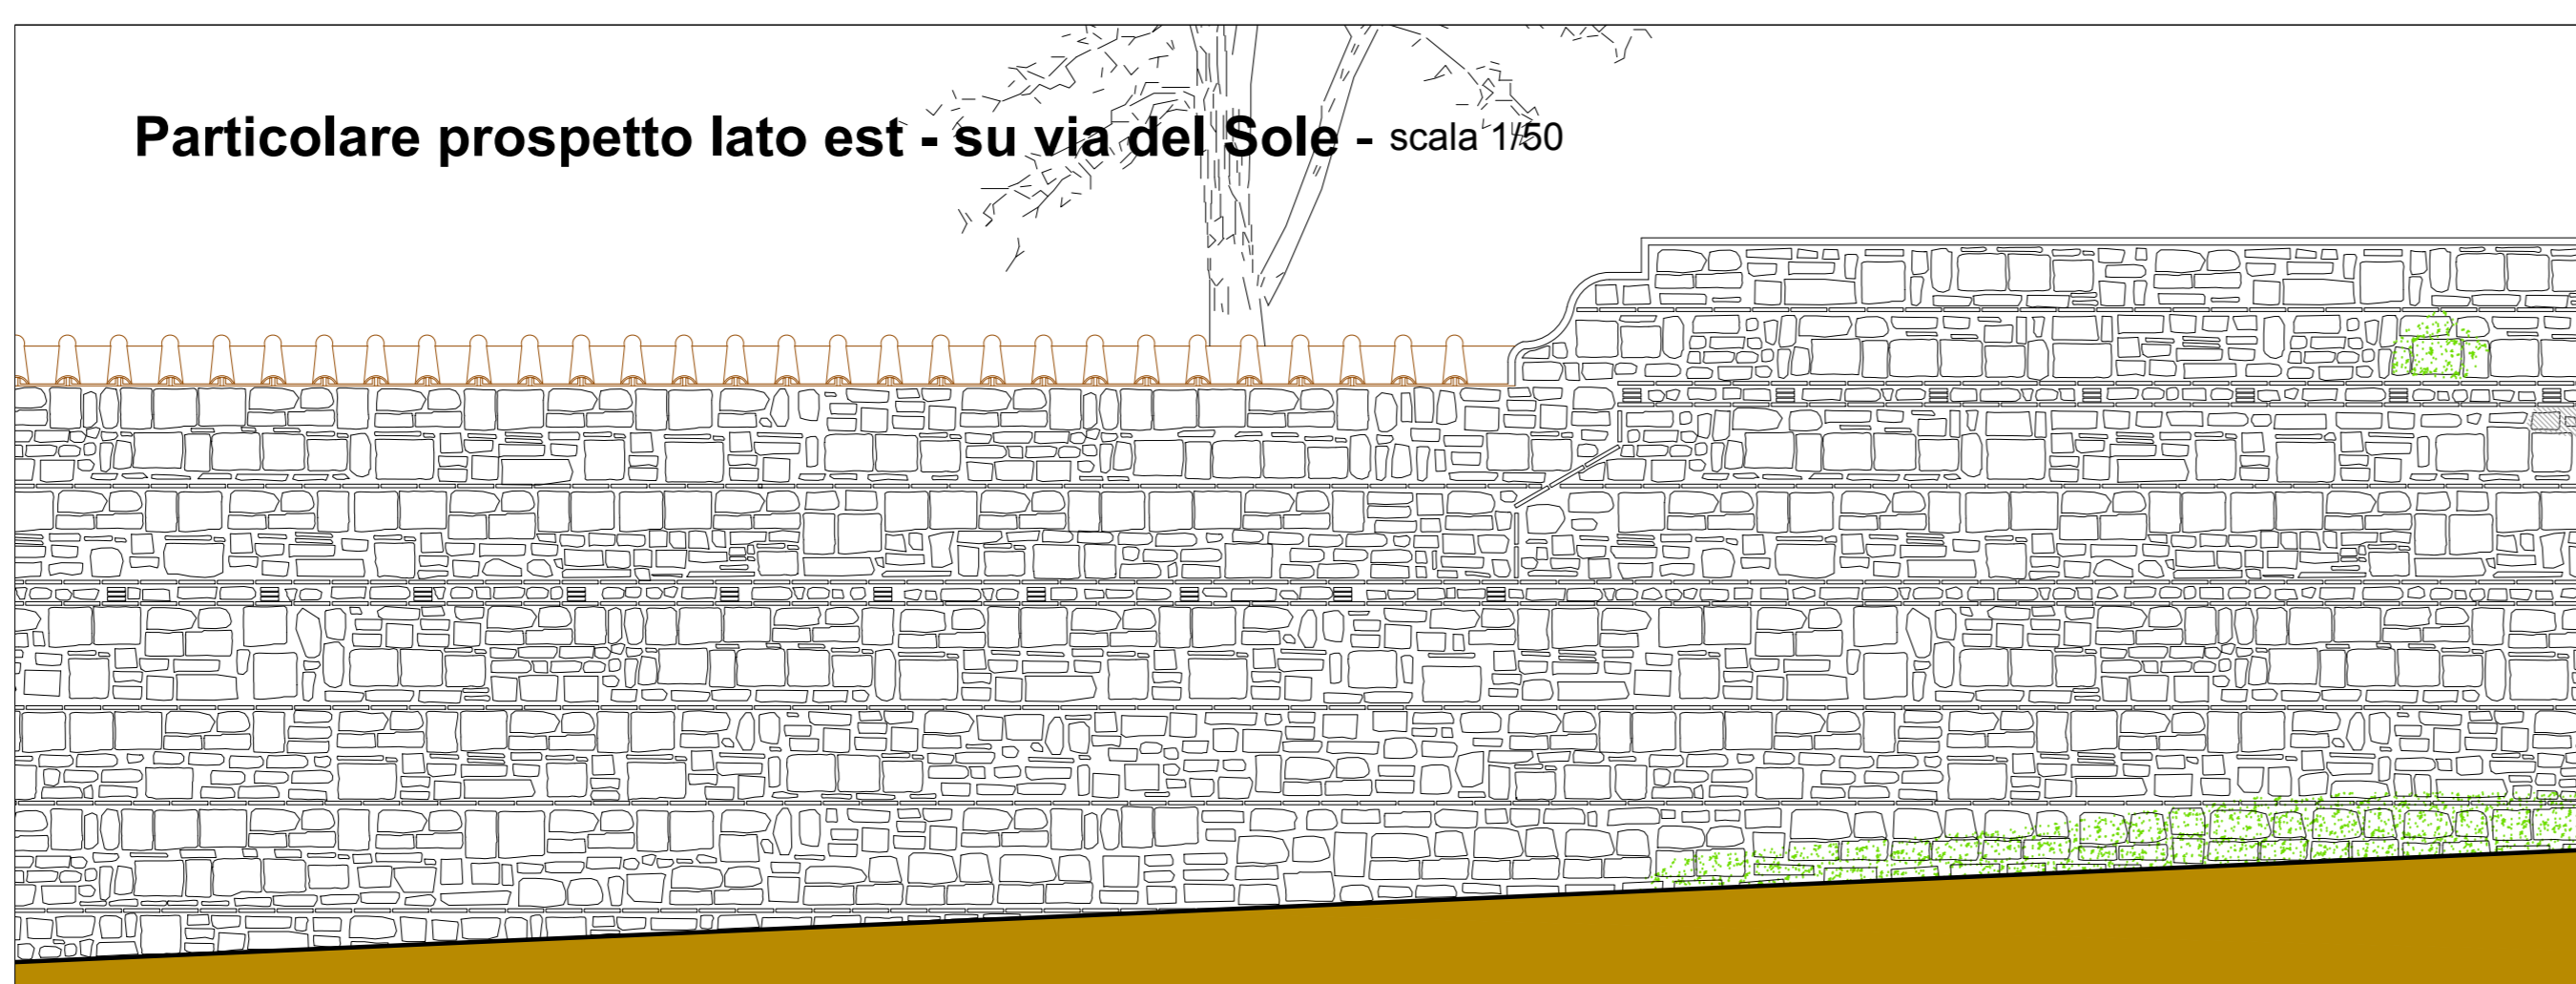 Particolare prospetto lato est - su via del Sole - scala 1/50